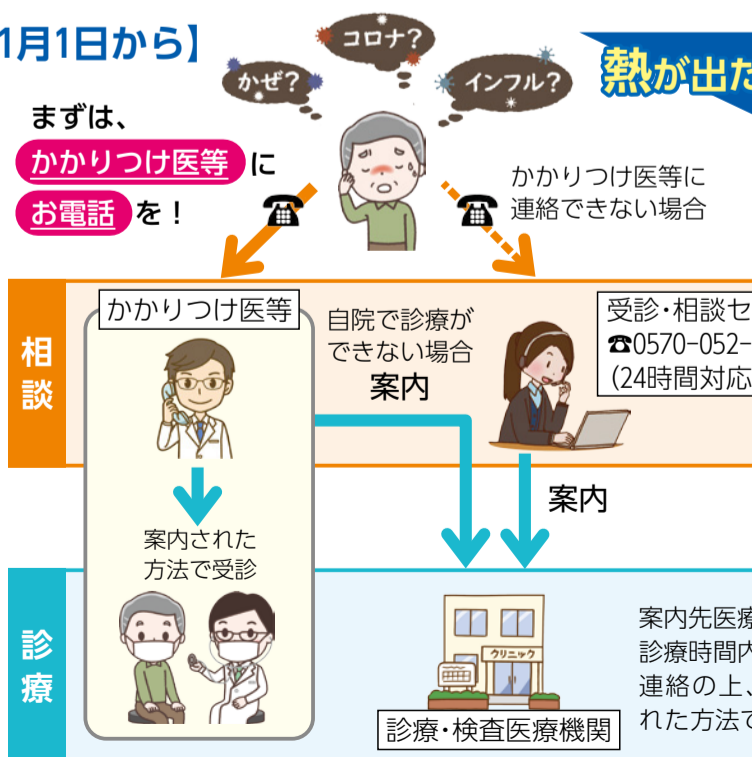 1月1日から】
かぜ?
コロナ?
インフル?
熱が出た
まずは、
かかりつけ医等 に
お電話 を!
かかりつけ医等に
連絡できない場合
相談
かかりつけ医等
自院で診療が
できない場合
案内
受診・相談セ
☎0570-052-
(24時間対応
案内された
方法で受診
案内
診療
クリニック
診療・検査医療機関
案内先医療
診療時間内
連絡の上、
れた方法で